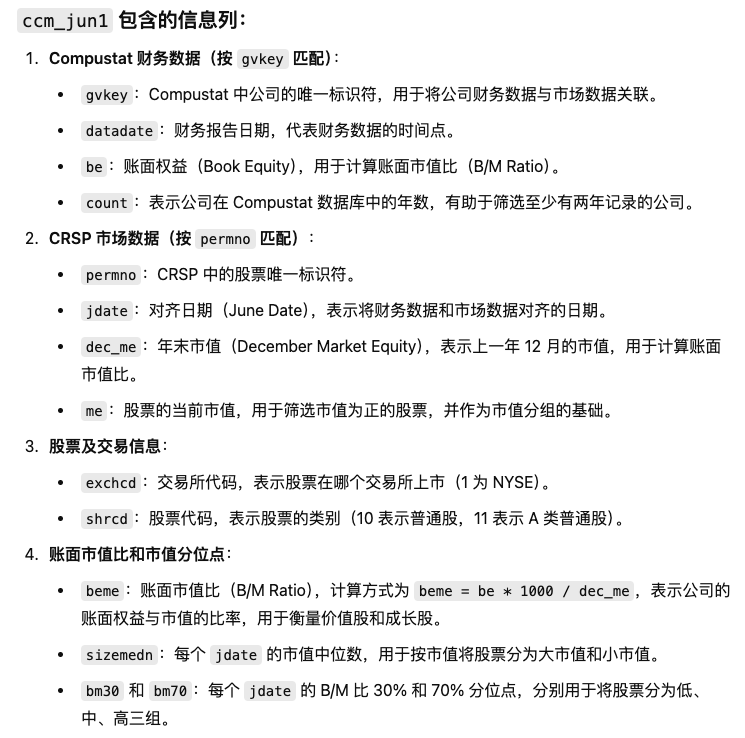 ccm_jun1 包含的信息列：
1. Compustat 财务数据（按 gvkey 匹配）：
• gvkey：Compustat 中公司的唯一标识符，用于将公司财务数据与市场数据关联。
• datadate：财务报告日期，代表财务数据的时间点。
• be：账面权益（Book Equity），用于计算账面市值比（B/M Ratio）。
• count：表示公司在 Compustat 数据库中的年数，有助于筛选至少有两年记录的公司。
2. CRSP 市场数据（按 permno 匹配）：
• permno：CRSP 中的股票唯一标识符。
• jdate：对齐日期（June Date），表示将财务数据和市场数据对齐的日期。
• dec_me：年末市值（December Market Equity），表示上一年 12 月的市值，用于计算账面
市值比。
• me：股票的当前市值，用于筛选市值为正的股票，并作为市值分组的基础。
3. 股票及交易信息：
• exchcd：交易所代码，表示股票在哪个交易所上市（1 为 NYSE）。
• shrcd：股票代码，表示股票的类别（10 表示普通股，11 表示 A 类普通股）。
4. 账面市值比和市值分位点：
• beme：账面市值比（B/M Ratio），计算方式为 beme = be * 1000 / dec_me，表示公司的
账面权益与市值的比率，用于衡量价值股和成长股。
• sizemedn：每个 jdate 的市值中位数，用于按市值将股票分为大市值和小市值。
• bm30 和 bm70：每个 jdate 的 B/M 比 30% 和 70% 分位点，分别用于将股票分为低、
中、高三组。